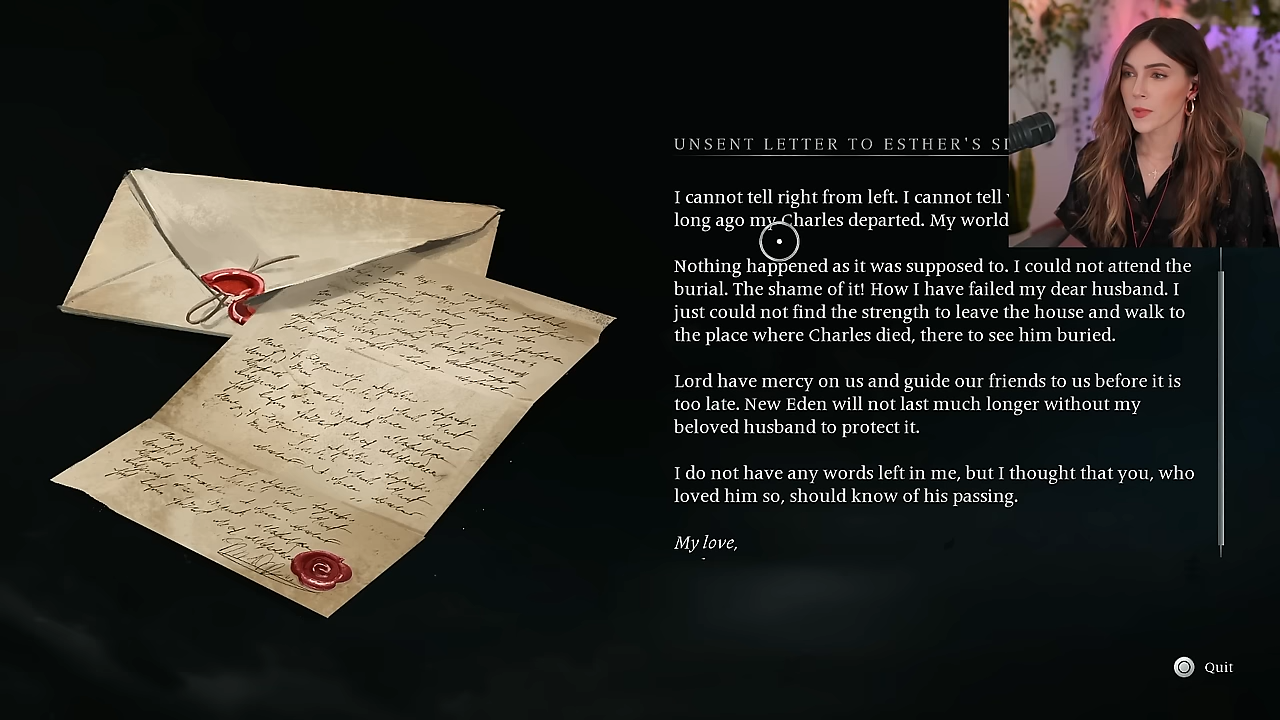 UNSENT LETTER TO ESTHER'S
I cannot tell right from left. I cannot tell
long ago my Charles departed. My world
Nothing happened as it was supposed to. I could not attend the
burial. The shame of it! How I have failed my dear husband. I
just could not find the strength to leave the house and walk to
the place where Charles died, there to see him buried.
Lord have mercy on us and guide our friends to us before it is
too late. New Eden will not last much longer without my
beloved husband to protect it.
I do not have any words left in me, but I thought that you, who
loved him so, should know of his passing.
My love,
Quit